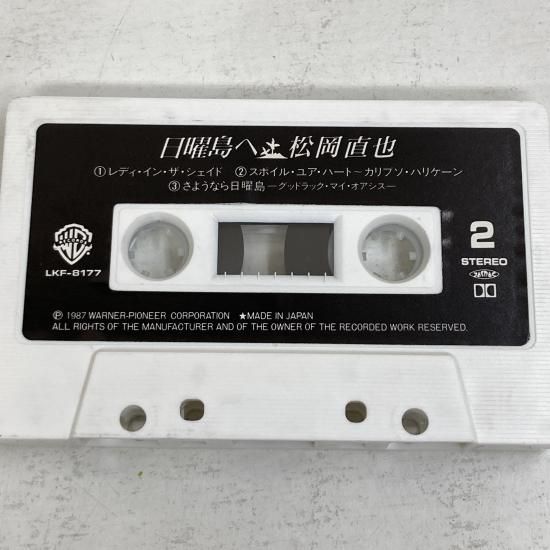 日曜島へ 松岡直也
①レディ・イン・ザ・シェイド ②スポイル・ユア・ハート〜カリプソ・ハリケーン
③さようなら日曜島—グッドラック・マイ・オアシス—
RECORDS
LKF-8177
2
STEREO
Ⓟ 1987 WARNER-PIONEER CORPORATION ★MADE IN JAPAN
ALL RIGHTS OF THE MANUFACTURER AND OF THE OWNER OF THE RECORDED WORK RESERVED.